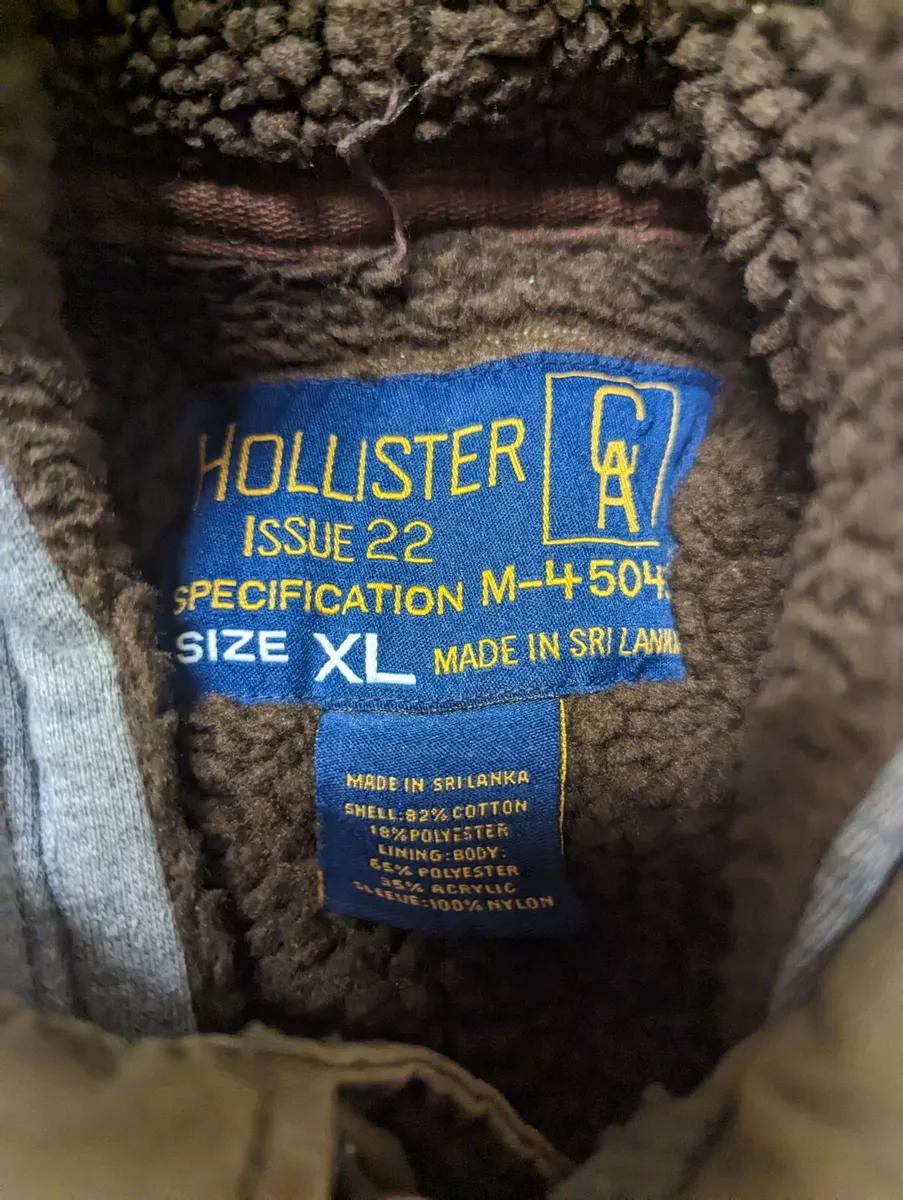 HOLLISTER
CA
ISSUE 22
SPECIFICATION M-4504
SIZE XL MADE IN SRI LANKA
MADE IN SRI LANKA
SHELL:82% COTTON
18% POLYESTER
LINING:BODY:
65% POLYESTER
35% ACRYLIC
SLEEVE:100% NYLON